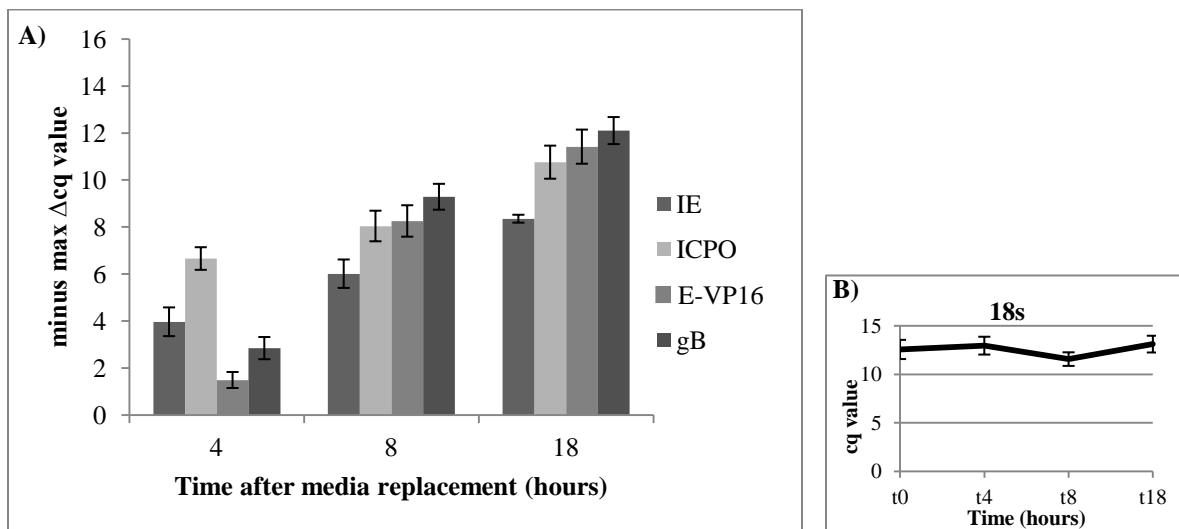 A)
minus max Δcq value
16
14
12
10
8
6
4
2
0
4 8 18
Time after media replacement (hours)
IE
ICPO
E-VP16
gB
B)
18s
cq value
15
10
5
0
t0 t4 t8 t18
Time (hours)